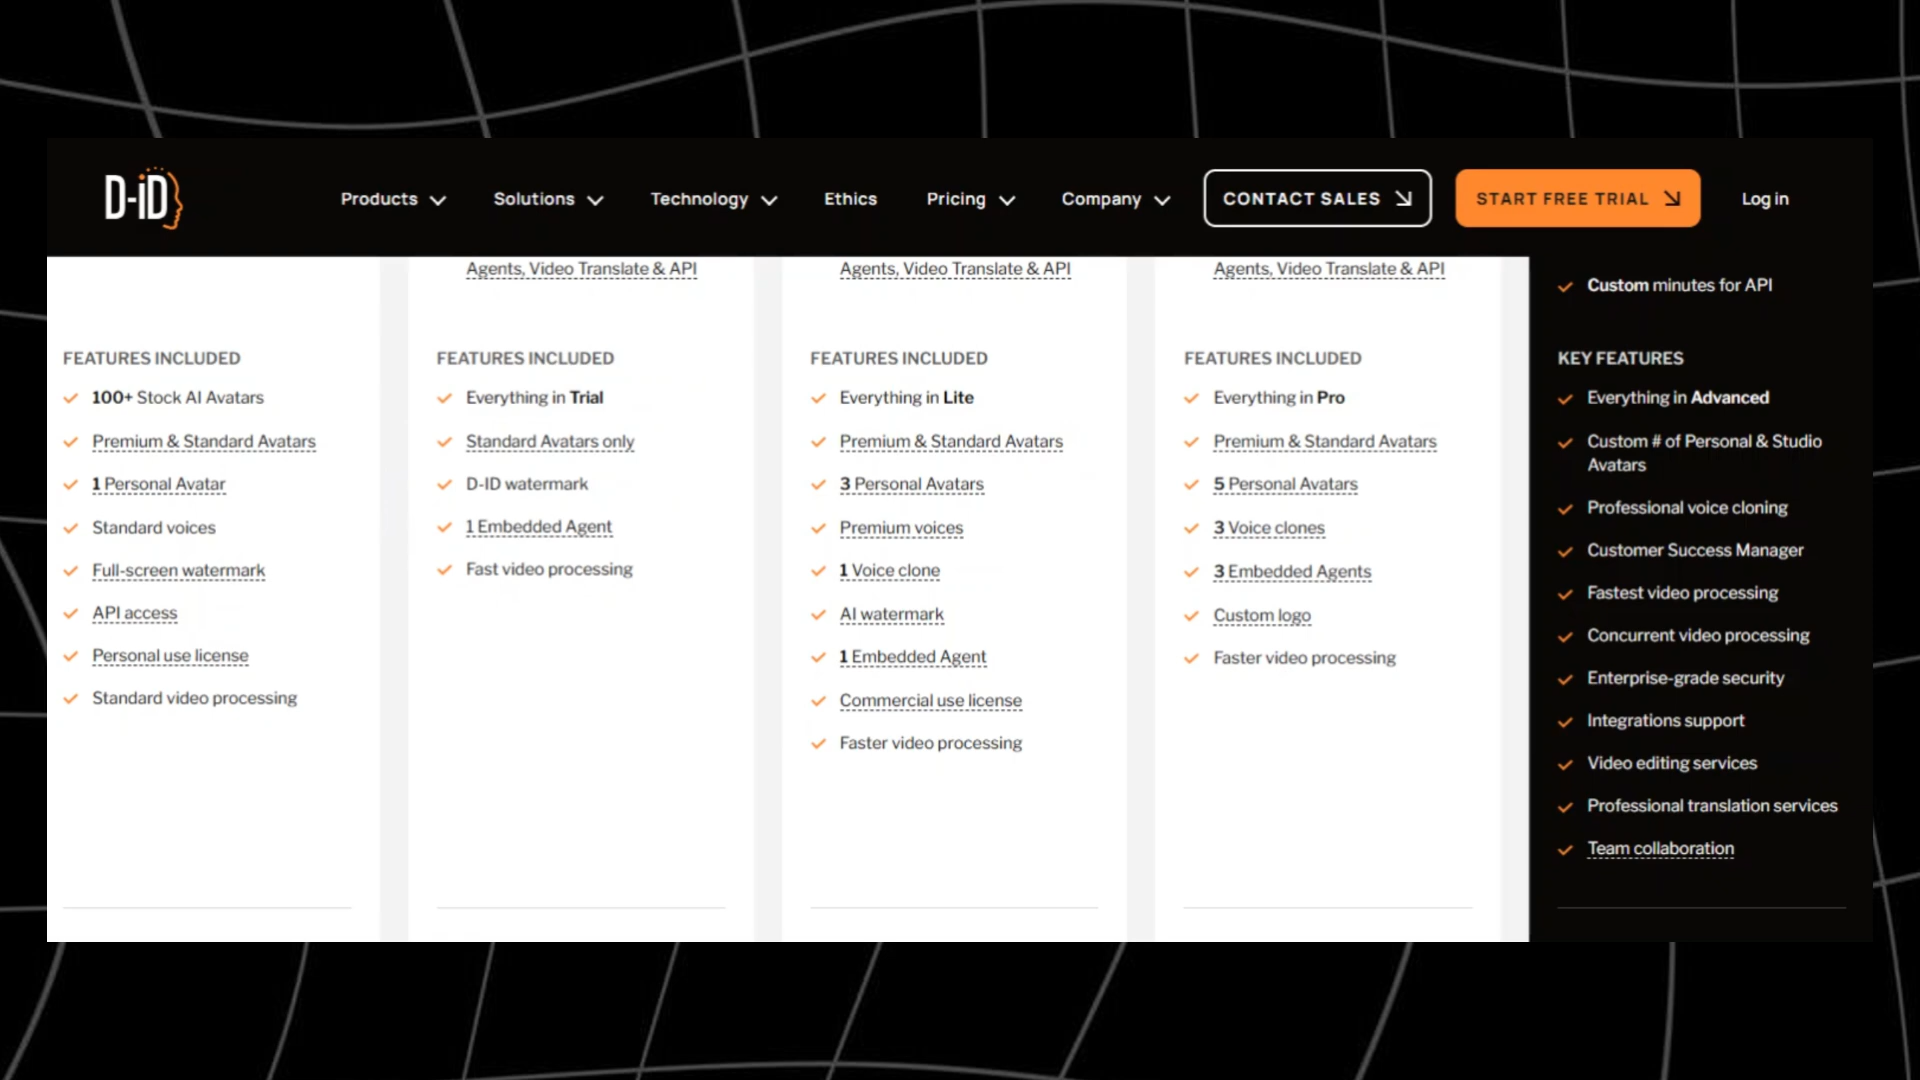 D-iD
Products
Solutions
Technology
Ethics
Pricing
Company
CONTACT SALES
START FREE TRIAL
Log in
FEATURES INCLUDED
100+ Stock AI Avatars
Premium & Standard Avatars
1 Personal Avatar
Standard voices
Full-screen watermark
API access
Personal use license
Standard video processing
Agents, Video Translate & API
FEATURES INCLUDED
Everything in Trial
Standard Avatars only
D-ID watermark
1 Embedded Agent
Fast video processing
Agents, Video Translate & API
FEATURES INCLUDED
Everything in Lite
Premium & Standard Avatars
3 Personal Avatars
Premium voices
1 Voice clone
AI watermark
1 Embedded Agent
Commercial use license
Faster video processing
Agents, Video Translate & API
FEATURES INCLUDED
Everything in Pro
Premium & Standard Avatars
5 Personal Avatars
3 Voice clones
3 Embedded Agents
Custom logo
Faster video processing
Custom minutes for API
KEY FEATURES
Everything in Advanced
Custom # of Personal & Studio
Avatars
Professional voice cloning
Customer Success Manager
Fastest video processing
Concurrent video processing
Enterprise-grade security
Integrations support
Video editing services
Professional translation services
Team collaboration